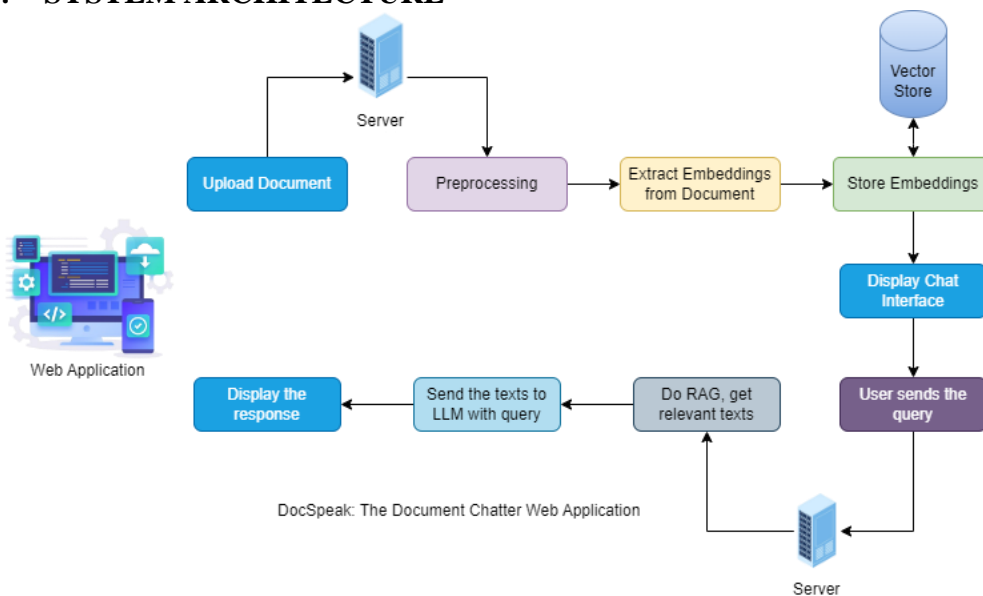 SYSTEM ARCHITECTURE
Server
Vector
Store
Upload Document
Preprocessing
Extract Embeddings
from Document
Store Embeddings
Display Chat
Interface
Web Application
Display the
response
Send the texts to
LLM with query
Do RAG, get
relevant texts
User sends the
query
DocSpeak: The Document Chatter Web Application
Server